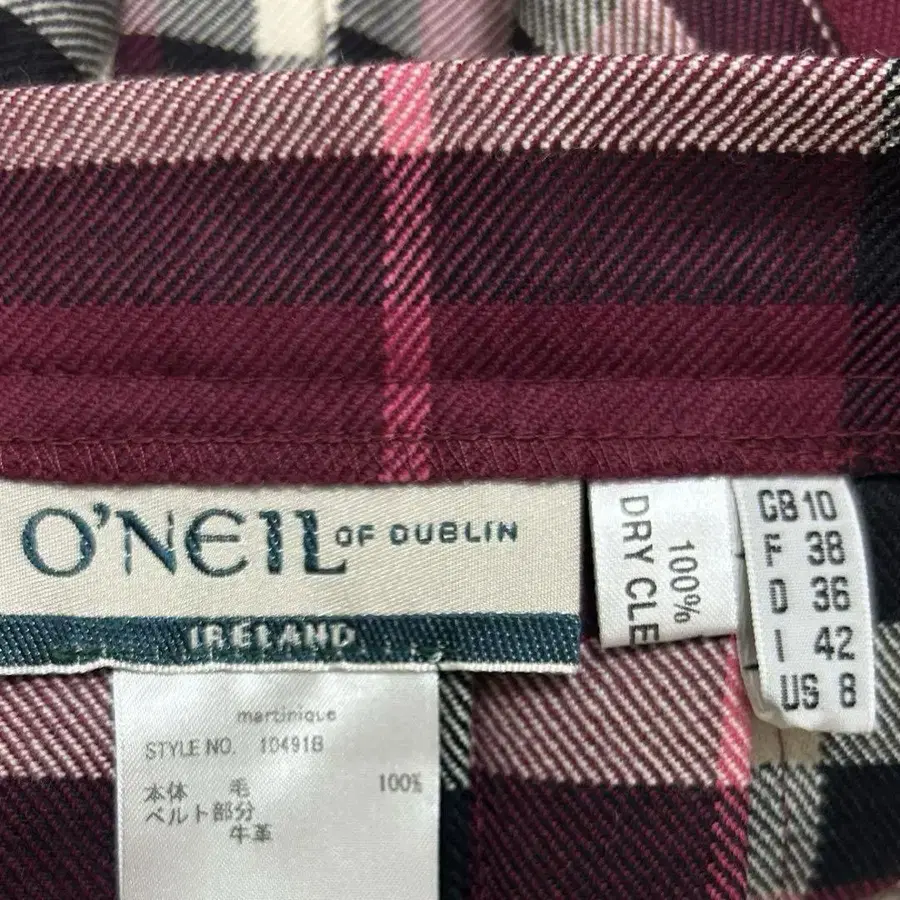 O'NEIL OF DUBLIN
IRELAND
martinique
STYLE NO. 10491B
本体 毛 100%
ベルト部分
牛革
100%
DRY CLE
GB 10
F 38
D 36
I 42
US 8